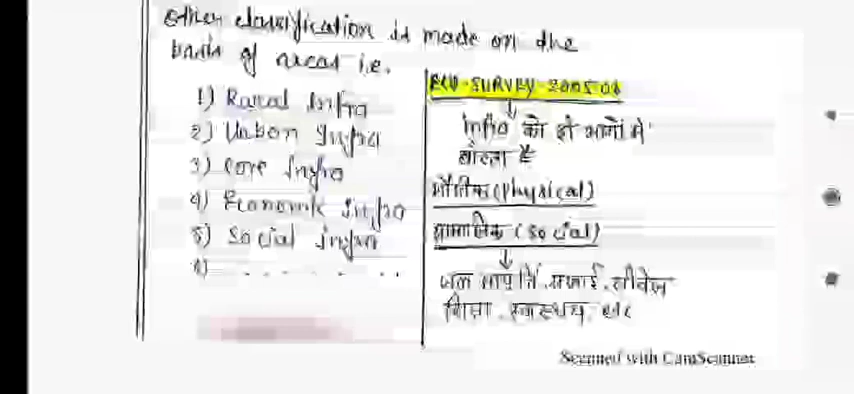 Other classification is made on the
basis of areas i.e.
1) Rural Infra
2) Urban Infra
3) Core Infra
4) Economic Infra
5) Social Infra
6) . . . . . . . .
ECO-SURVEY-2005-06
↓
Infra को दो भागों में
बांटता है
भौतिक (Physical)
सामाजिक (Social)
↓
जल आपूर्ति, सफाई, सीवेज
शिक्षा, स्वास्थय, etc
Scanned with CamScanner